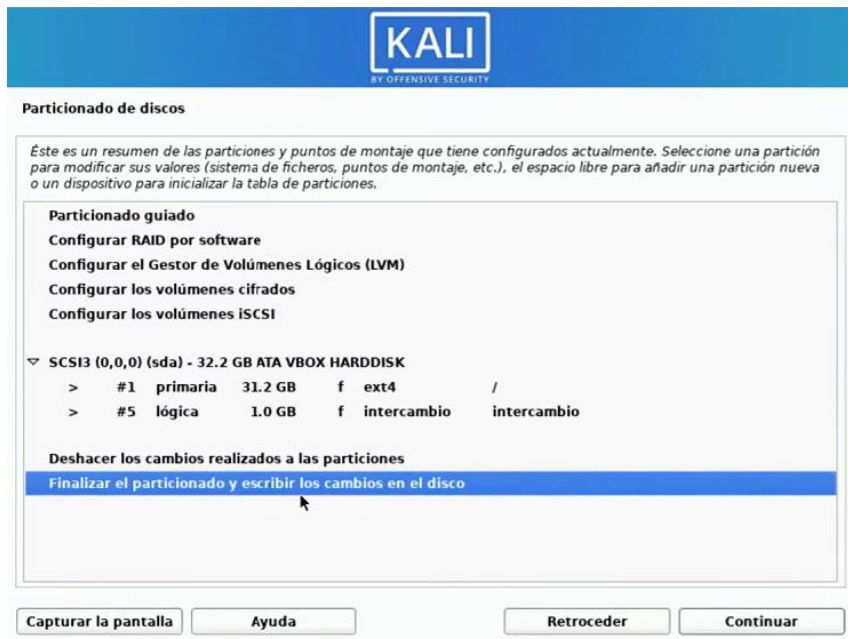 KALI
BY OFFENSIVE SECURITY
Particionado de discos
Éste es un resumen de las particiones y puntos de montaje que tiene configurados actualmente. Seleccione una partición
para modificar sus valores (sistema de ficheros, puntos de montaje, etc.), el espacio libre para añadir una partición nueva
o un dispositivo para inicializar la tabla de particiones.
Particionado guiado
Configurar RAID por software
Configurar el Gestor de Volúmenes Lógicos (LVM)
Configurar los volúmenes cifrados
Configurar los volúmenes iSCSI
SCSI3 (0,0,0) (sda) - 32.2 GB ATA VBOX HARDDISK
> #1 primaria 31.2 GB f ext4 /
> #5 lógica 1.0 GB f intercambio intercambio
Deshacer los cambios realizados a las particiones
Finalizar el particionado y escribir los cambios en el disco
Capturar la pantalla Ayuda Retroceder Continuar